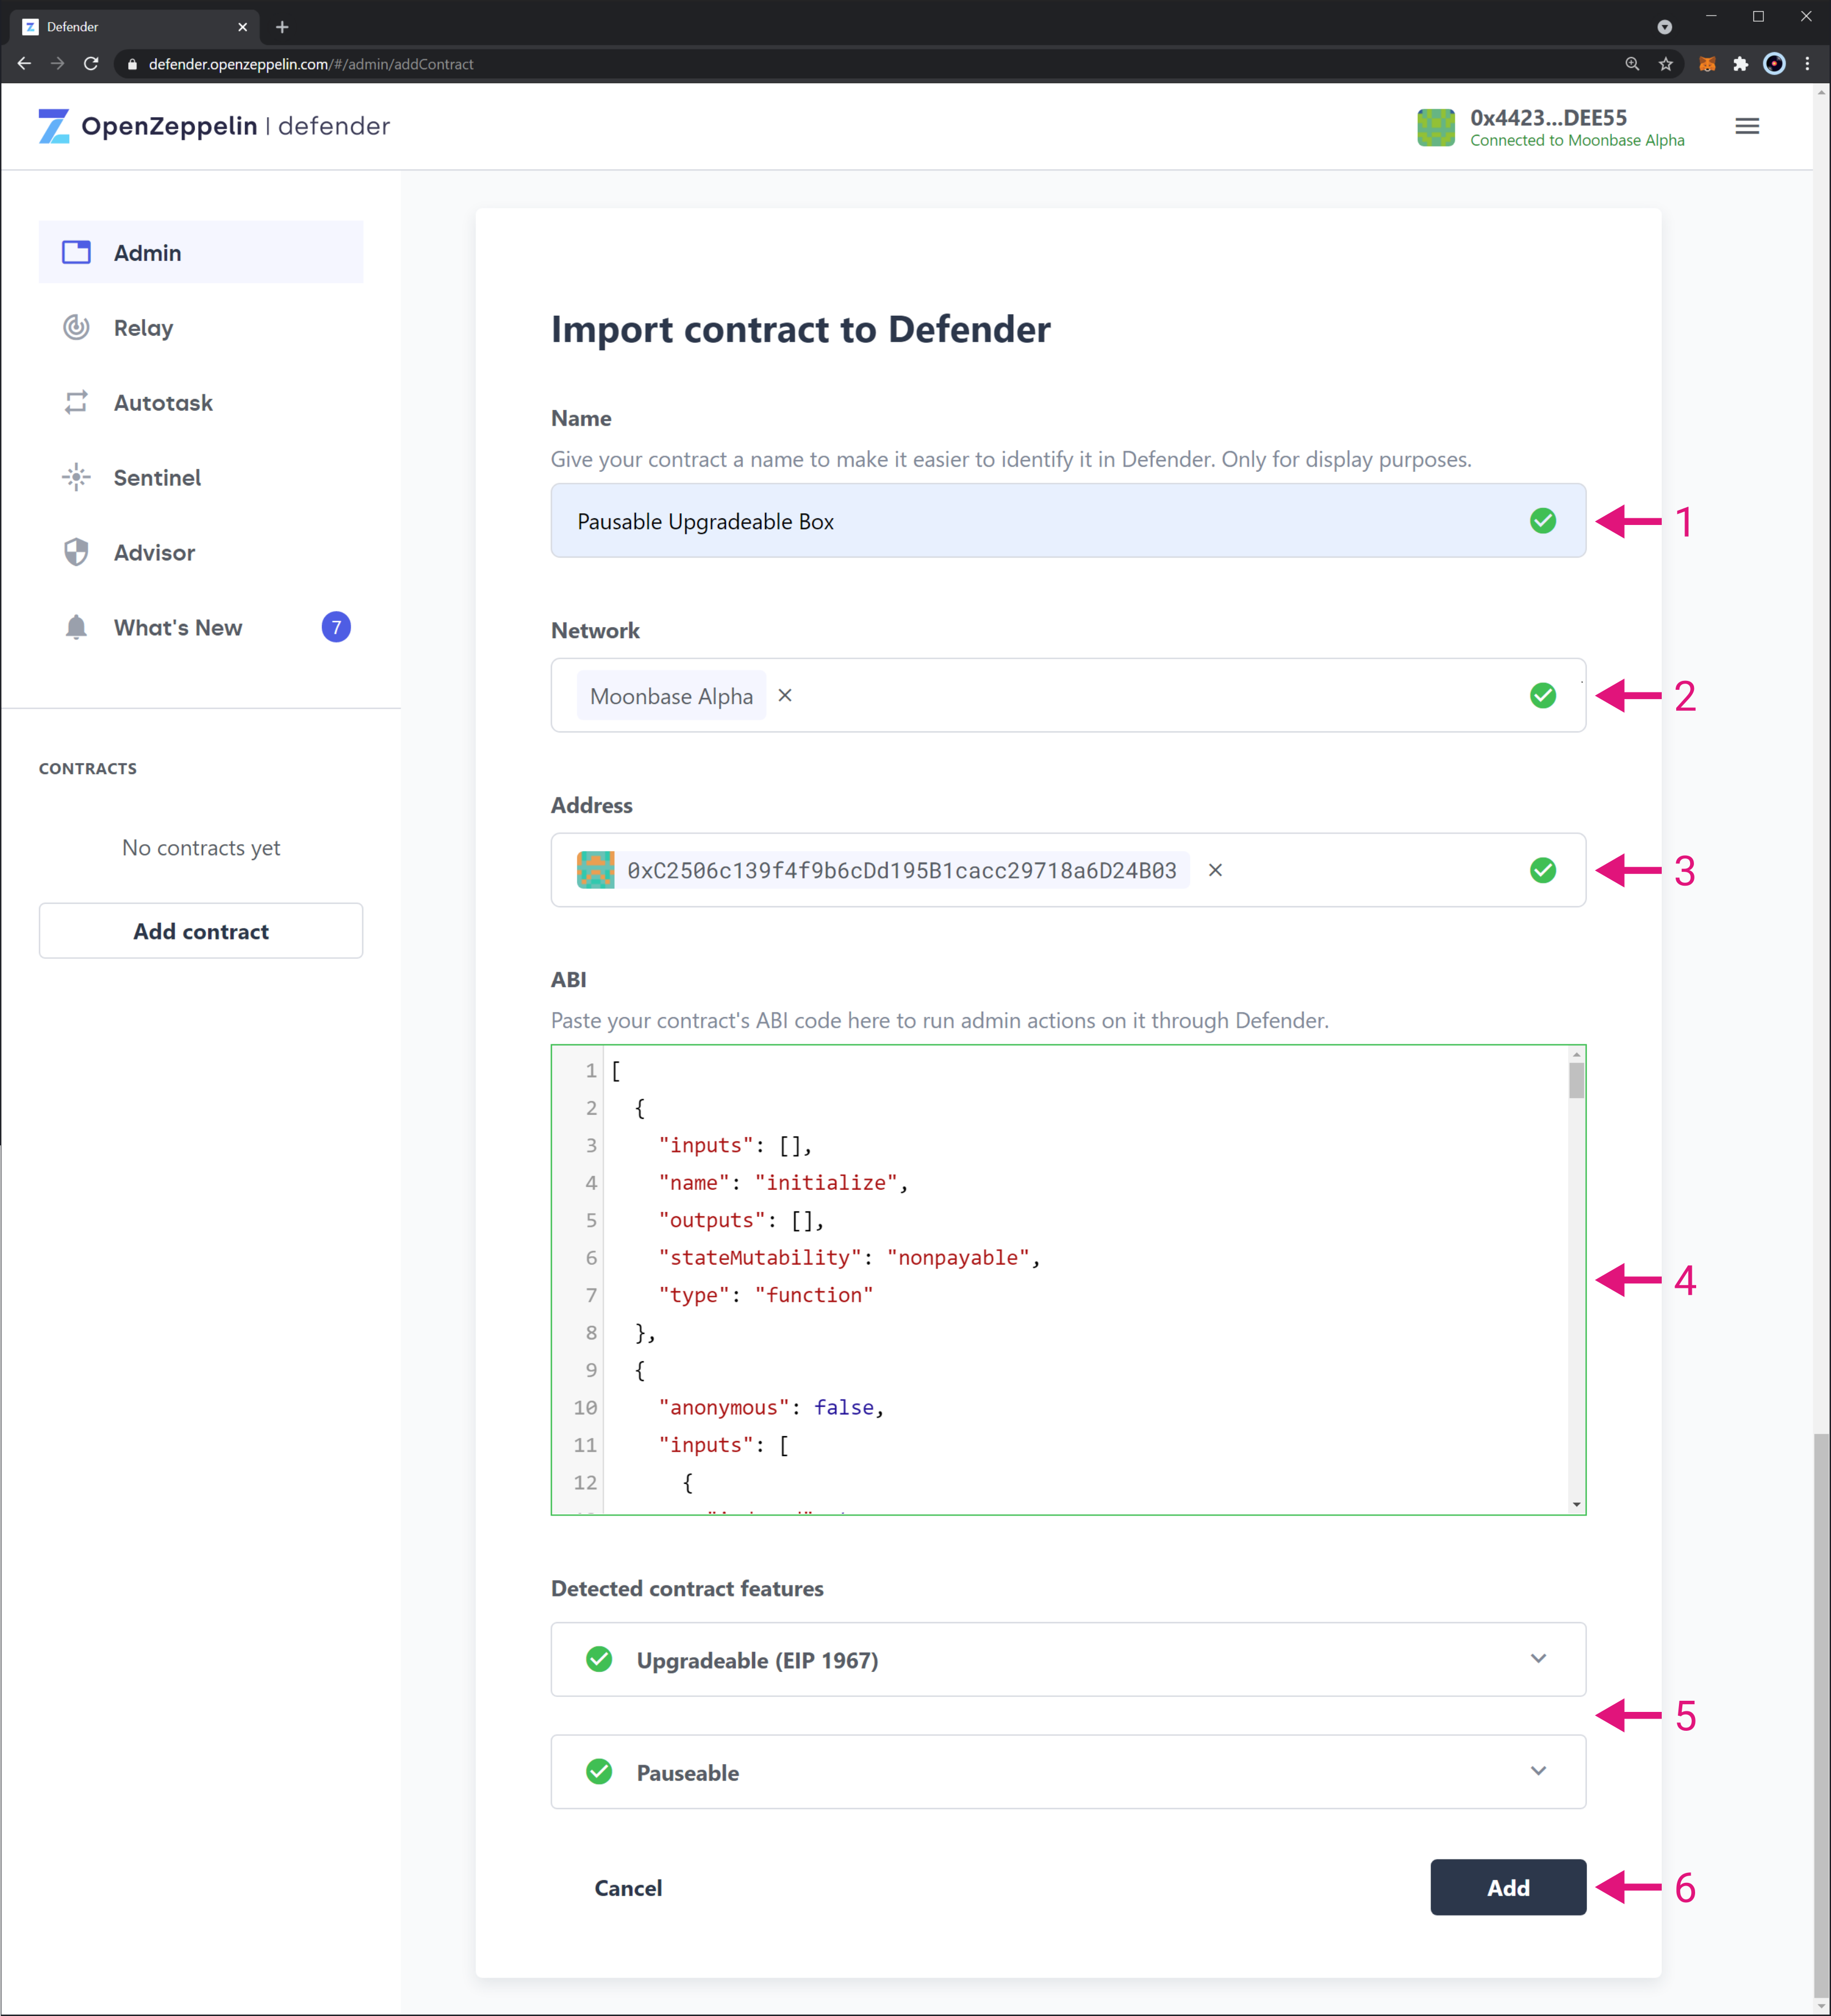 Defender
defender.openzeppelin.com/#/admin/addContract
OpenZeppelin | defender
0x4423...DEE55
Connected to Moonbase Alpha
Admin
Relay
Autotask
Sentinel
Advisor
What's New 7
CONTRACTS
No contracts yet
Add contract
Import contract to Defender
Name
Give your contract a name to make it easier to identify it in Defender. Only for display purposes.
Pausable Upgradeable Box
1
Network
Moonbase Alpha
2
Address
0xC2506c139f4f9b6cDd195B1cacc29718a6D24B03
3
ABI
Paste your contract's ABI code here to run admin actions on it through Defender.
1 [
2 {
3 "inputs": [],
4 "name": "initialize",
5 "outputs": [],
6 "stateMutability": "nonpayable",
7 "type": "function"
8 },
9 {
10 "anonymous": false,
11 "inputs": [
12 {
4
Detected contract features
Upgradeable (EIP 1967)
5
Pauseable
Cancel
Add
6